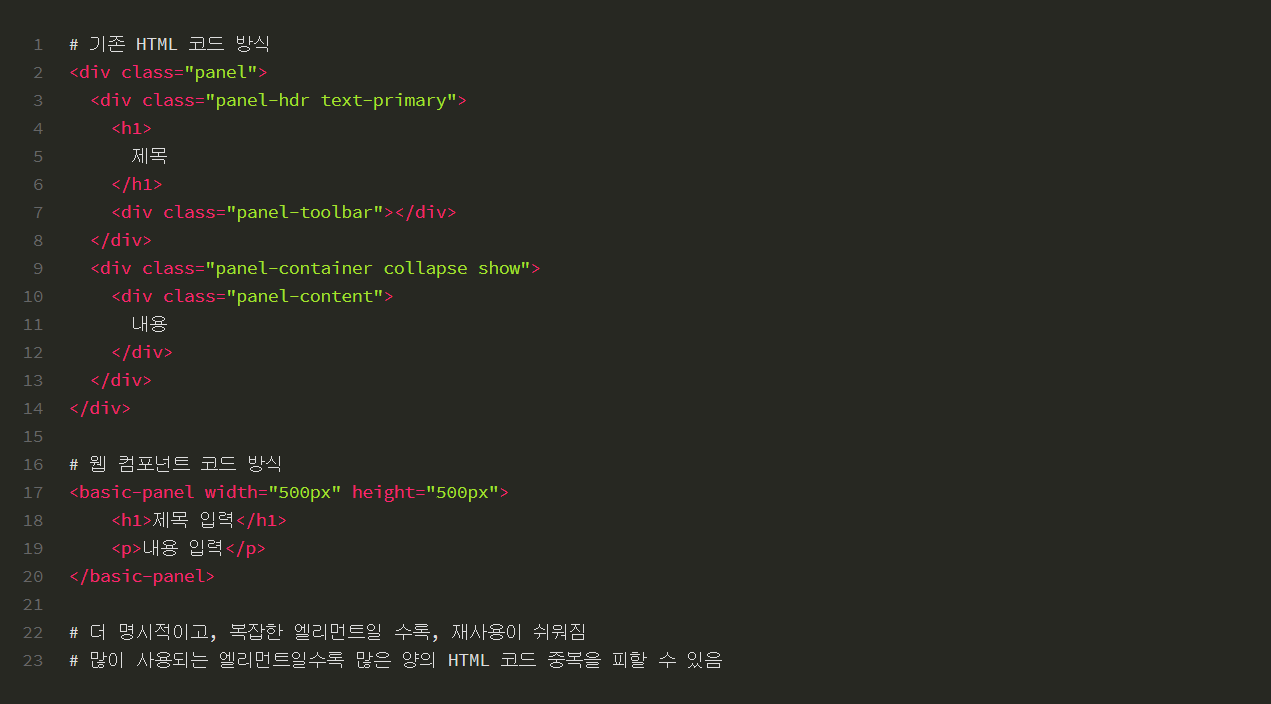 1 # 기존 HTML 코드 방식
2 <div class="panel">
3 <div class="panel-hdr text-primary">
4 <h1>
5 제목
6 </h1>
7 <div class="panel-toolbar"></div>
8 </div>
9 <div class="panel-container collapse show">
10 <div class="panel-content">
11 내용
12 </div>
13 </div>
14 </div>
15
16 # 웹 컴포넌트 코드 방식
17 <basic-panel width="500px" height="500px">
18 <h1>제목 입력</h1>
19 <p>내용 입력</p>
20 </basic-panel>
21
22 # 더 명시적이고, 복잡한 엘리먼트일 수록, 재사용이 쉬워짐
23 # 많이 사용되는 엘리먼트일수록 많은 양의 HTML 코드 중복을 피할 수 있음